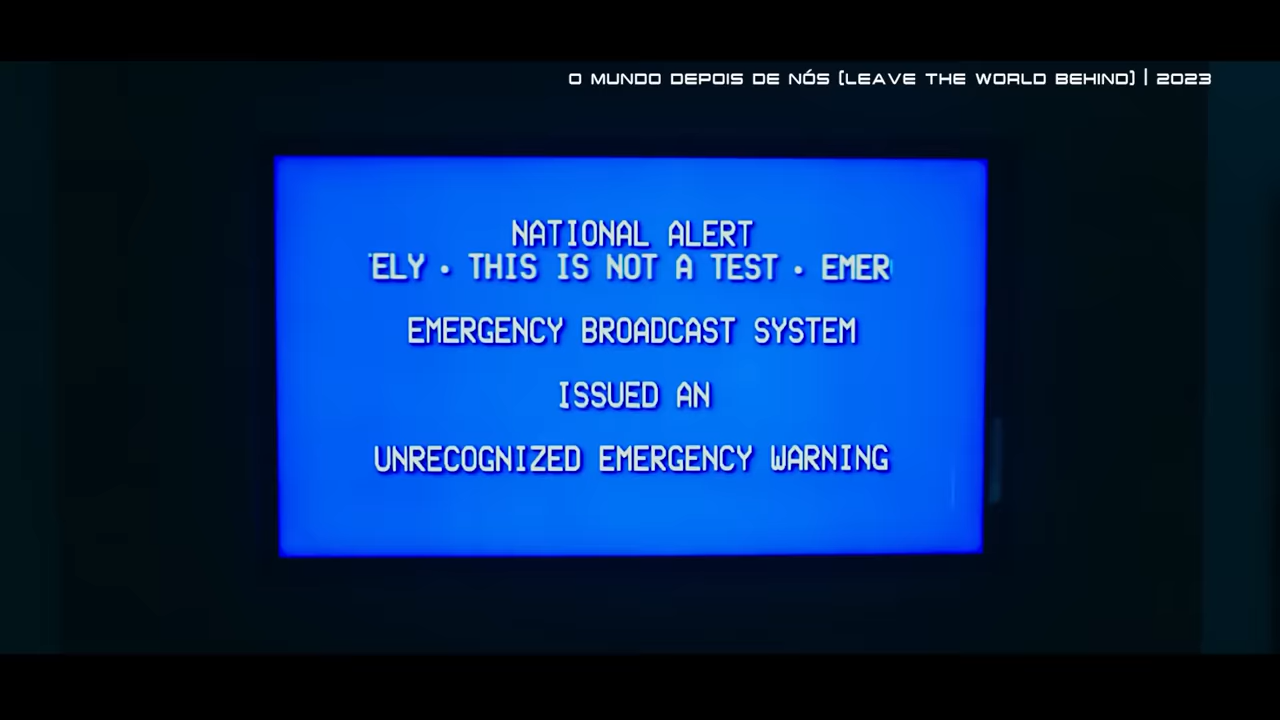 O MUNDO DEPOIS DE NÓS (LEAVE THE WORLD BEHIND) | 2023
NATIONAL ALERT
ELY • THIS IS NOT A TEST • EMER
EMERGENCY BROADCAST SYSTEM
ISSUED AN
UNRECOGNIZED EMERGENCY WARNING